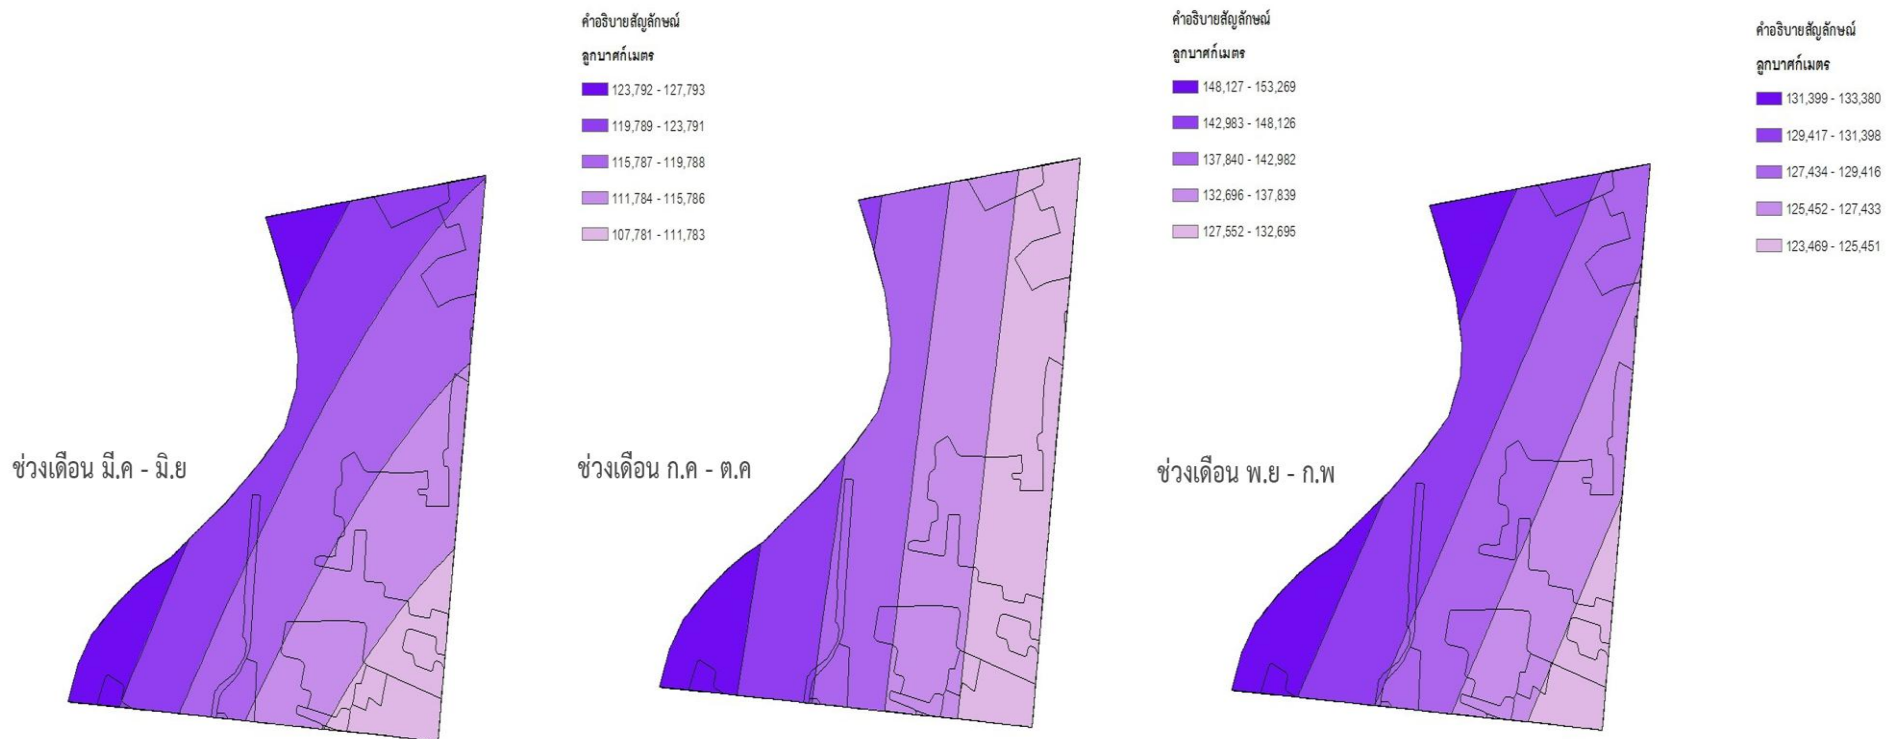 คำอธิบายสัญลักษณ์
ลูกบาศก์เมตร
123,792 - 127,793
119,789 - 123,791
115,787 - 119,788
111,784 - 115,786
107,781 - 111,783
ช่วงเดือน มี.ค - มิ.ย
คำอธิบายสัญลักษณ์
ลูกบาศก์เมตร
148,127 - 153,269
142,983 - 148,126
137,840 - 142,982
132,696 - 137,839
127,552 - 132,695
ช่วงเดือน ก.ค - ต.ค
คำอธิบายสัญลักษณ์
ลูกบาศก์เมตร
131,399 - 133,380
129,417 - 131,398
127,434 - 129,416
125,452 - 127,433
123,469 - 125,451
ช่วงเดือน พ.ย - ก.พ